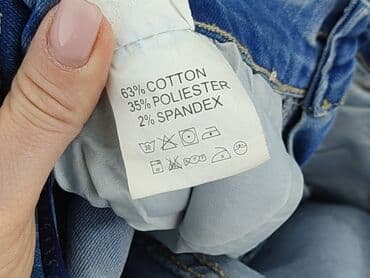 63% COTTON
35% POLIESTER
2% SPANDEX